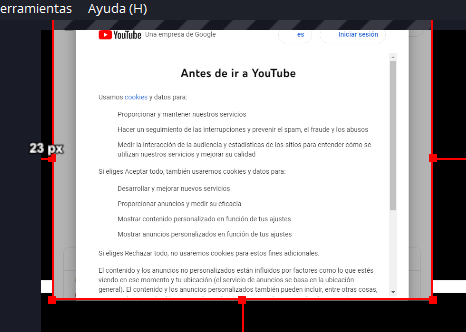 erramientas Ayuda (H)
YouTube Una empresa de Google es Iniciar sesión
Antes de ir a YouTube
Usamos cookies y datos para:
Proporcionar y mantener nuestros servicios
Hacer un seguimiento de las interrupciones y prevenir el spam, el fraude y los abusos
Medir la interacción de la audiencia y estadísticas de los sitios para entender cómo se
utilizan nuestros servicios y mejorar su calidad
23 px
Si eliges Aceptar todo, también usaremos cookies y datos para:
Desarrollar y mejorar nuevos servicios
Proporcionar anuncios y medir su eficacia
Mostrar contenido personalizado en función de tus ajustes
Mostrar anuncios personalizados en función de tus ajustes
Si eliges Rechazar todo, no usaremos cookies para estos fines adicionales.
El contenido y los anuncios no personalizados están influidos por factores como lo que estés
viendo en ese momento y tu ubicación (el servicio de anuncios se basa en la ubicación
general). El contenido y los anuncios personalizados también pueden incluir, entre otras cosas,